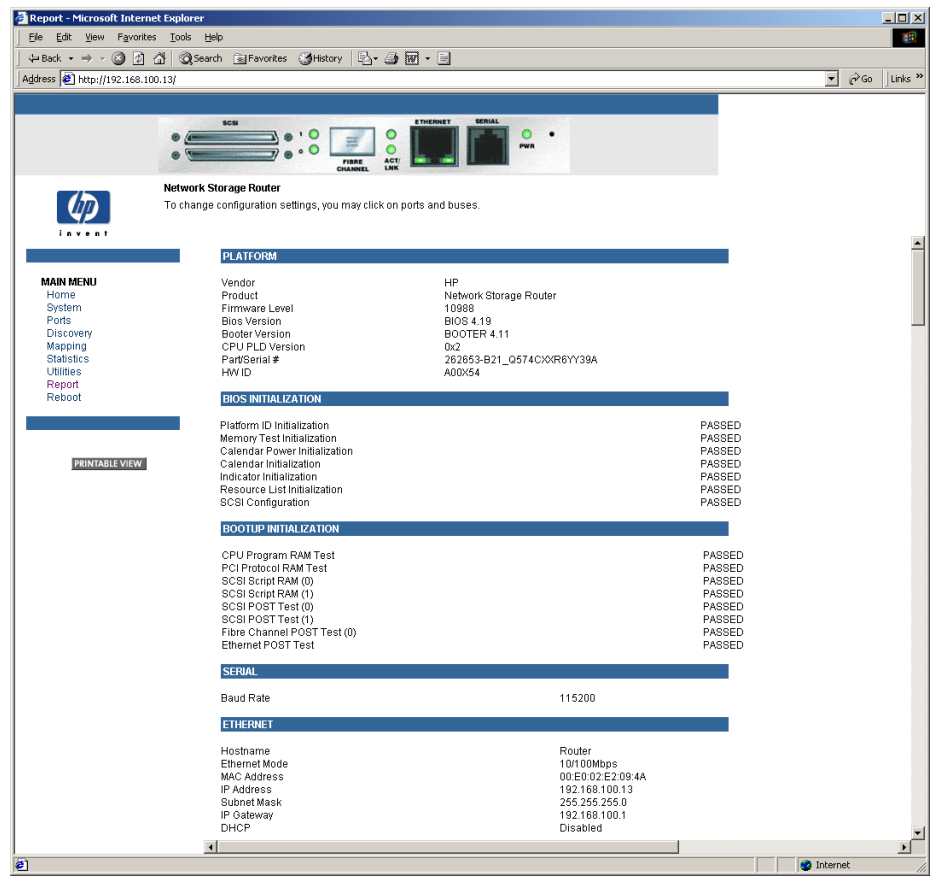 Report - Microsoft Internet Explorer
File Edit View Favorites Tools Help
Back Search Favorites History
Address http://192.168.100.13/ Go Links »
SCSI ETHERNET SERIAL
1
0
FIBRE CHANNEL ACT/ LNK PWR
hp
invent
Network Storage Router
To change configuration settings, you may click on ports and buses.
MAIN MENU
Home
System
Ports
Discovery
Mapping
Statistics
Utilities
Report
Reboot
PRINTABLE VIEW
PLATFORM
Vendor HP
Product Network Storage Router
Firmware Level 10988
Bios Version BIOS 4.19
Booter Version BOOTER 4.11
CPU PLD Version 0x2
Part/Serial # 262653-B21_Q574CXXR6YY39A
HW ID A00X54
BIOS INITIALIZATION
Platform ID Initialization PASSED
Memory Test Initialization PASSED
Calendar Power Initialization PASSED
Calendar Initialization PASSED
Indicator Initialization PASSED
Resource List Initialization PASSED
SCSI Configuration PASSED
BOOTUP INITIALIZATION
CPU Program RAM Test PASSED
PCI Protocol RAM Test PASSED
SCSI Script RAM (0) PASSED
SCSI Script RAM (1) PASSED
SCSI POST Test (0) PASSED
SCSI POST Test (1) PASSED
Fibre Channel POST Test (0) PASSED
Ethernet POST Test PASSED
SERIAL
Baud Rate 115200
ETHERNET
Hostname Router
Ethernet Mode 10/100Mbps
MAC Address 00:E0:02:E2:09:4A
IP Address 192.168.100.13
Subnet Mask 255.255.255.0
IP Gateway 192.168.100.1
DHCP Disabled
Internet